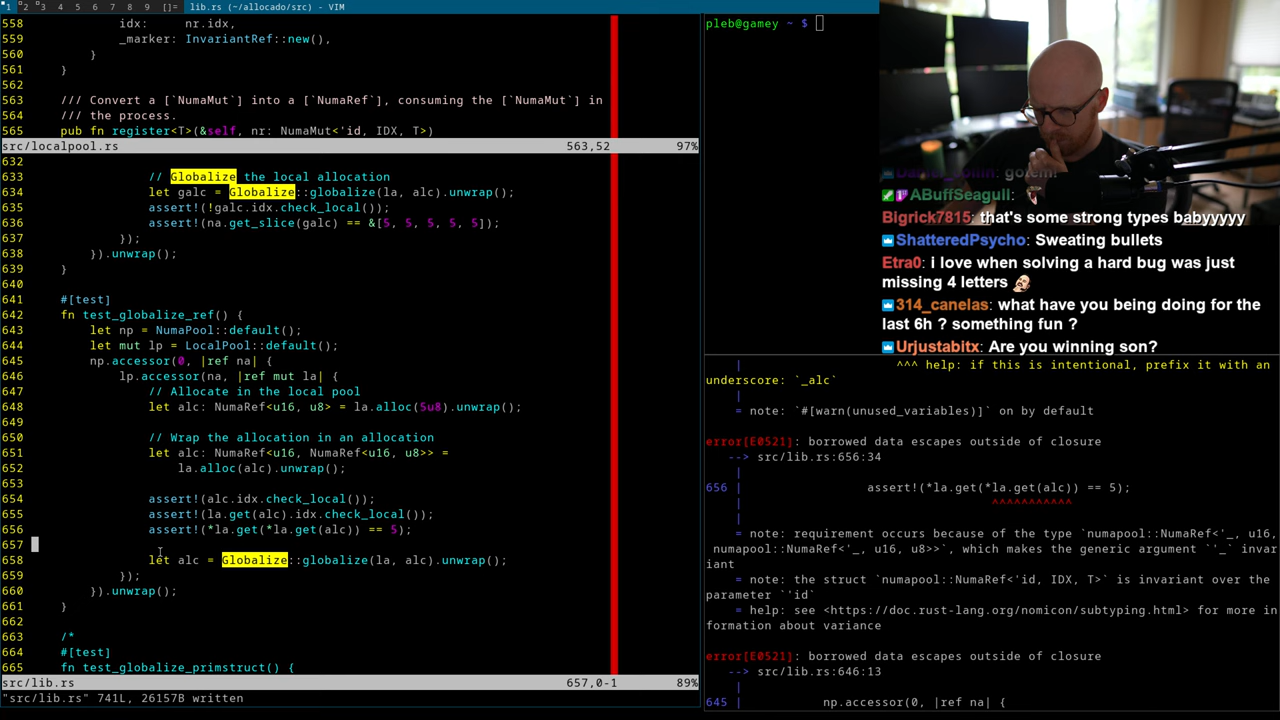 1 2 3 4 5 6 7 8 9 []= lib.rs (~/allocado/src) - VIM
558 idx: nr.idx,
559 _marker: InvariantRef::new(),
560 }
561 }
562
563 /// Convert a [`NumaMut`] into a [`NumaRef`], consuming the [`NumaMut`] in
564 /// the process.
565 pub fn register<T>(&self, nr: NumaMut<'id, IDX, T>)
src/localpool.rs 563,52 97%
632
633 // Globalize the local allocation
634 let galc = Globalize::globalize(la, alc).unwrap();
635 assert!(!galc.idx.check_local());
636 assert!(na.get_slice(galc) == &[5, 5, 5, 5, 5]);
637 });
638 }).unwrap();
639 }
640
641 #[test]
642 fn test_globalize_ref() {
643 let np = NumaPool::default();
644 let mut lp = LocalPool::default();
645 np.accessor(0, |ref na| {
646 lp.accessor(na, |ref mut la| {
647 // Allocate in the local pool
648 let alc: NumaRef<u16, u8> = la.alloc(5u8).unwrap();
649
650 // Wrap the allocation in an allocation
651 let alc: NumaRef<u16, NumaRef<u16, u8>> =
652 la.alloc(alc).unwrap();
653
654 assert!(alc.idx.check_local());
655 assert!(la.get(alc).idx.check_local());
656 assert!(*la.get(*la.get(alc)) == 5);
657
658 let alc = Globalize::globalize(la, alc).unwrap();
659 });
660 }).unwrap();
661 }
662
663 /*
664 #[test]
665 fn test_globalize_primstruct() {
src/lib.rs 657,0-1 89%
"src/lib.rs" 741L, 26157B written
pleb@gamey ~ $
gotem!
ABuffSeagull:
Bigrick7815: that's some strong types babyyyyy
ShatteredPsycho: Sweating bullets
Etra0: i love when solving a hard bug was just
missing 4 letters
314_canelas: what have you being doing for the
last 6h ? something fun ?
Urjustabitx: Are you winning son?
| ^^^ help: if this is intentional, prefix it with an
underscore: `_alc`
|
= note: `#[warn(unused_variables)]` on by default
error[E0521]: borrowed data escapes outside of closure
--> src/lib.rs:656:34
|
656 | assert!(*la.get(*la.get(alc)) == 5);
| ^^^^^^^^^^^
|
= note: requirement occurs because of the type `numapool::NumaRef<'_, u16,
numapool::NumaRef<'_, u16, u8>>`, which makes the generic argument `'_` invar
iant
= note: the struct `numapool::NumaRef<'id, IDX, T>` is invariant over the
parameter `'id`
= help: see <https://doc.rust-lang.org/nomicon/subtyping.html> for more in
formation about variance
error[E0521]: borrowed data escapes outside of closure
--> src/lib.rs:646:13
|
645 | np.accessor(0, |ref na| {